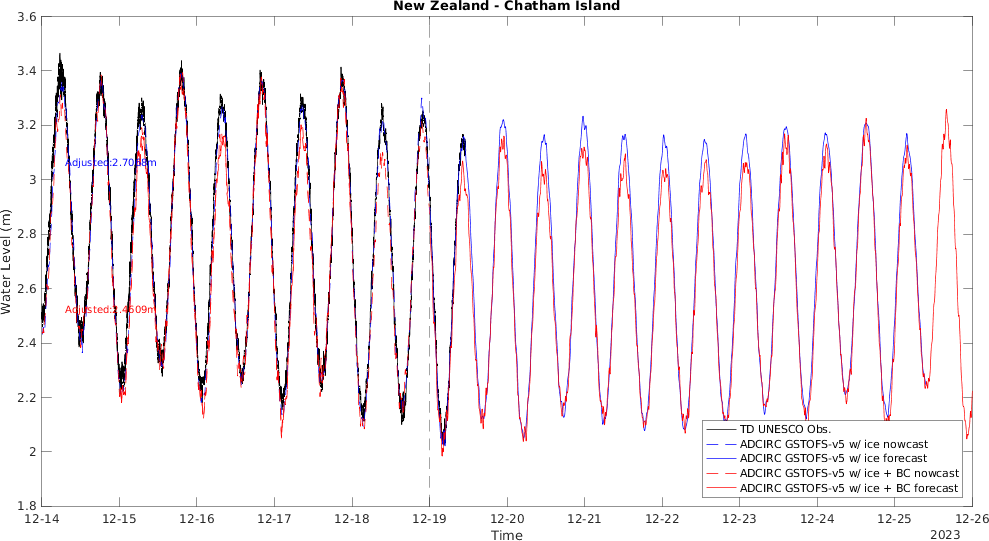 New Zealand - Chatham Island
3.6
3.4
3.2
3
2.8
2.6
2.4
2.2
2
1.8
Water Level (m)
Adjusted:2.7088m
TD UNESCO Obs.
ADCIRC GSTOFS-v5 w/ ice nowcast
ADCIRC GSTOFS-v5 w/ ice forecast
ADCIRC GSTOFS-v5 w/ ice + BC nowcast
ADCIRC GSTOFS-v5 w/ ice + BC forecast
12-14 12-15 12-16 12-17 12-18 12-19 12-20 12-21 12-22 12-23 12-24 12-25 12-26
Time
2023